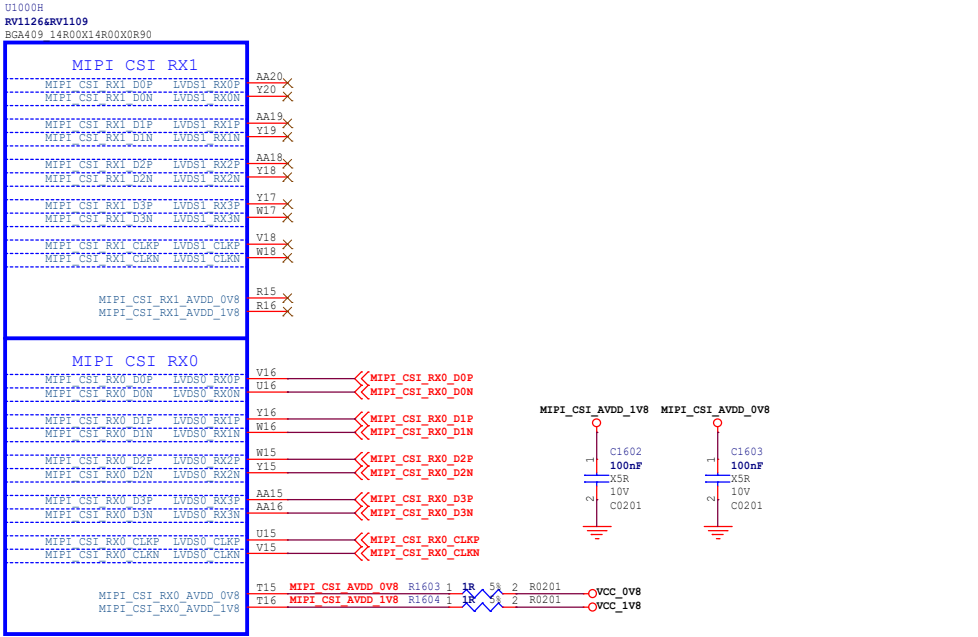 U1000H
RV1126&RV1109
BGA409_14R00X14R00X0R90
MIPI CSI RX1
MIPI_CSI_RX1_D0P LVDS1_RX0P AA20
MIPI_CSI_RX1_D0N LVDS1_RX0N Y20
MIPI_CSI_RX1_D1P LVDS1_RX1P AA19
MIPI_CSI_RX1_D1N LVDS1_RX1N Y19
MIPI_CSI_RX1_D2P LVDS1_RX2P AA18
MIPI_CSI_RX1_D2N LVDS1_RX2N Y18
MIPI_CSI_RX1_D3P LVDS1_RX3P Y17
MIPI_CSI_RX1_D3N LVDS1_RX3N W17
MIPI_CSI_RX1_CLKP LVDS1_CLKP V18
MIPI_CSI_RX1_CLKN LVDS1_CLKN W18
MIPI_CSI_RX1_AVDD_0V8 R15
MIPI_CSI_RX1_AVDD_1V8 R16
MIPI CSI RX0
MIPI_CSI_RX0_D0P LVDS0_RX0P V16 MIPI_CSI_RX0_D0P
MIPI_CSI_RX0_D0N LVDS0_RX0N U16 MIPI_CSI_RX0_D0N
MIPI_CSI_RX0_D1P LVDS0_RX1P Y16 MIPI_CSI_RX0_D1P
MIPI_CSI_RX0_D1N LVDS0_RX1N W16 MIPI_CSI_RX0_D1N
MIPI_CSI_RX0_D2P LVDS0_RX2P W15 MIPI_CSI_RX0_D2P
MIPI_CSI_RX0_D2N LVDS0_RX2N Y15 MIPI_CSI_RX0_D2N
MIPI_CSI_RX0_D3P LVDS0_RX3P AA15 MIPI_CSI_RX0_D3P
MIPI_CSI_RX0_D3N LVDS0_RX3N AA16 MIPI_CSI_RX0_D3N
MIPI_CSI_RX0_CLKP LVDS0_CLKP U15 MIPI_CSI_RX0_CLKP
MIPI_CSI_RX0_CLKN LVDS0_CLKN V15 MIPI_CSI_RX0_CLKN
MIPI_CSI_RX0_AVDD_0V8 T15 MIPI_CSI_AVDD_0V8 R1603 1 1R 5% 2 R0201 VCC_0V8
MIPI_CSI_RX0_AVDD_1V8 T16 MIPI_CSI_AVDD_1V8 R1604 1 1R 5% 2 R0201 VCC_1V8
MIPI_CSI_AVDD_1V8 MIPI_CSI_AVDD_0V8
1 C1602
100nF
X5R
10V
2 C0201
1 C1603
100nF
X5R
10V
2 C0201